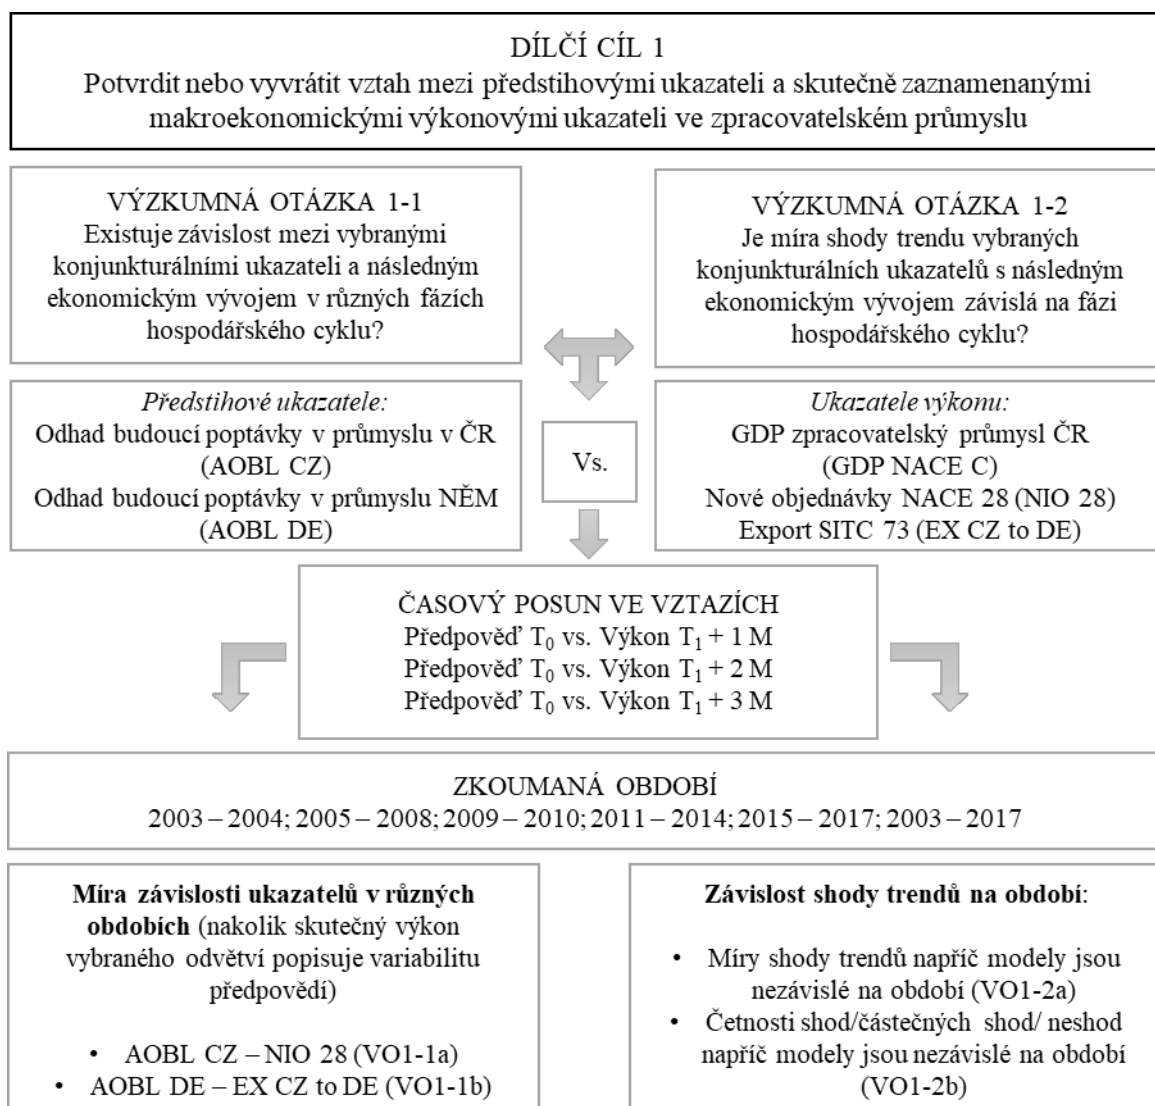 DÍLČÍ CÍL 1
Potvrdit nebo vyvrátit vztah mezi předstihovými ukazateli a skutečně zaznamenanými
makroekonomickými výkonovými ukazateli ve zpracovatelském průmyslu
VÝZKUMNÁ OTÁZKA 1-1
Existuje závislost mezi vybranými
konjunkturálními ukazateli a následným
ekonomickým vývojem v různých fázích
hospodářského cyklu?
VÝZKUMNÁ OTÁZKA 1-2
Je míra shody trendu vybraných
konjunkturálních ukazatelů s následným
ekonomickým vývojem závislá na fázi
hospodářského cyklu?
Předstihové ukazatele:
Odhad budoucí poptávky v průmyslu v ČR
(AOBL CZ)
Odhad budoucí poptávky v průmyslu NĚM
(AOBL DE)
Vs.
Ukazatele výkonu:
GDP zpracovatelský průmysl ČR
(GDP NACE C)
Nové objednávky NACE 28 (NIO 28)
Export SITC 73 (EX CZ to DE)
ČASOVÝ POSUN VE VZTAZÍCH
Předpověď T₀ vs. Výkon T₁ + 1 M
Předpověď T₀ vs. Výkon T₁ + 2 M
Předpověď T₀ vs. Výkon T₁ + 3 M
ZKOUMANÁ OBDOBÍ
2003 – 2004; 2005 – 2008; 2009 – 2010; 2011 – 2014; 2015 – 2017; 2003 – 2017
Míra závislosti ukazatelů v různých
obdobích (nakolik skutečný výkon
vybraného odvětví popisuje variabilitu
předpovědí)
• AOBL CZ – NIO 28 (VO1-1a)
• AOBL DE – EX CZ to DE (VO1-1b)
Závislost shody trendů na období:
• Míry shody trendů napříč modely jsou
nezávislé na období (VO1-2a)
• Četnosti shod/částečných shod/ neshod
napříč modely jsou nezávislé na období
(VO1-2b)